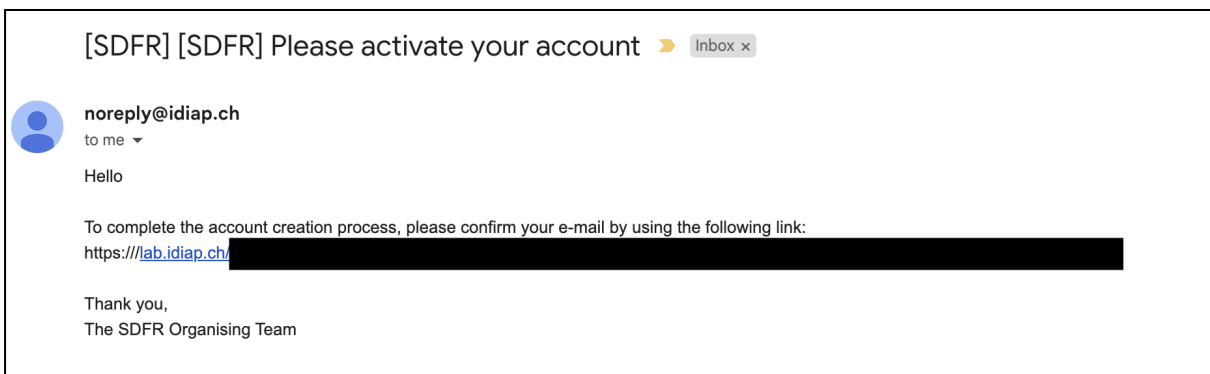 [SDFR] [SDFR] Please activate your account Inbox ×
noreply@idiap.ch
to me
Hello
To complete the account creation process, please confirm your e-mail by using the following link:
https:///lab.idiap.ch/
Thank you,
The SDFR Organising Team